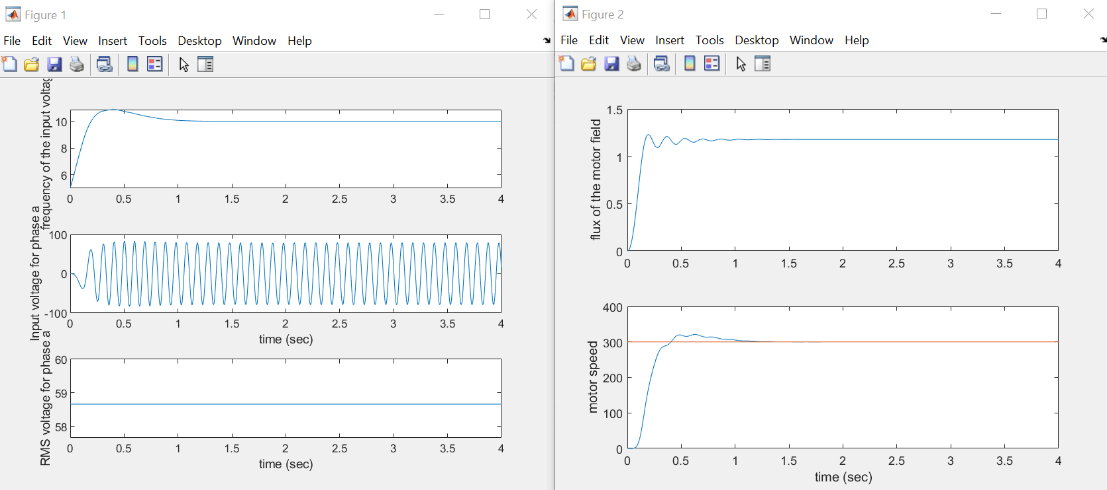 Figure 1
File Edit View Insert Tools Desktop Window Help
frequency of the input voltag
10
8
6
0 0.5 1 1.5 2 2.5 3 3.5 4
Input voltage for phase a
100
0
-100
0 0.5 1 1.5 2 2.5 3 3.5 4
time (sec)
RMS voltage for phase a
60
59
58
0 0.5 1 1.5 2 2.5 3 3.5 4
time (sec)
Figure 2
File Edit View Insert Tools Desktop Window Help
flux of the motor field
1.5
1
0.5
0
0 0.5 1 1.5 2 2.5 3 3.5 4
motor speed
400
300
200
100
0
0 0.5 1 1.5 2 2.5 3 3.5 4
time (sec)